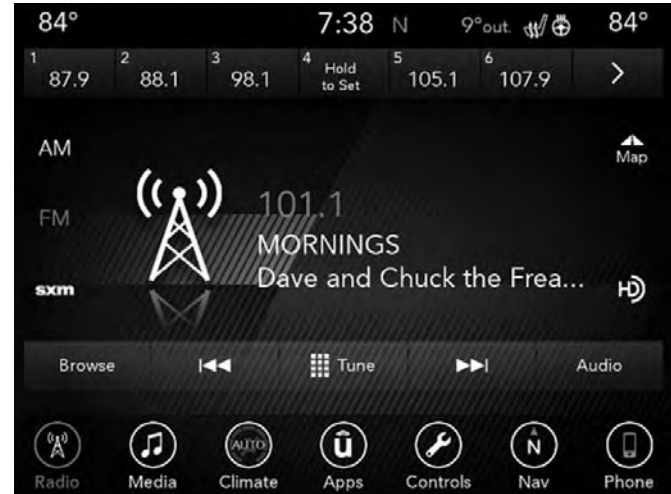 84° 7:38 N 9°out. 84°
1 87.9 2 88.1 3 98.1 4 Hold to Set 5 105.1 6 107.9
AM
Map
FM
101.1
MORNINGS
sxm
Dave and Chuck the Frea...
HD
Browse Tune Audio
AUTO û N
Radio Media Climate Apps Controls Nav Phone